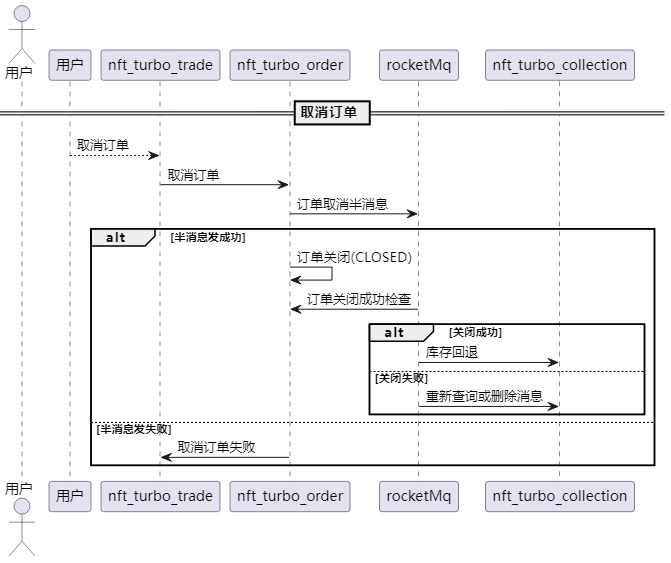 用户
用户
nft_turbo_trade
nft_turbo_order
rocketMq
nft_turbo_collection
取消订单
取消订单
取消订单
订单取消半消息
alt
[半消息发成功]
订单关闭(CLOSED)
订单关闭成功检查
alt
[关闭成功]
库存回退
[关闭失败]
重新查询或删除消息
[半消息发失败]
取消订单失败
用户
用户
nft_turbo_trade
nft_turbo_order
rocketMq
nft_turbo_collection